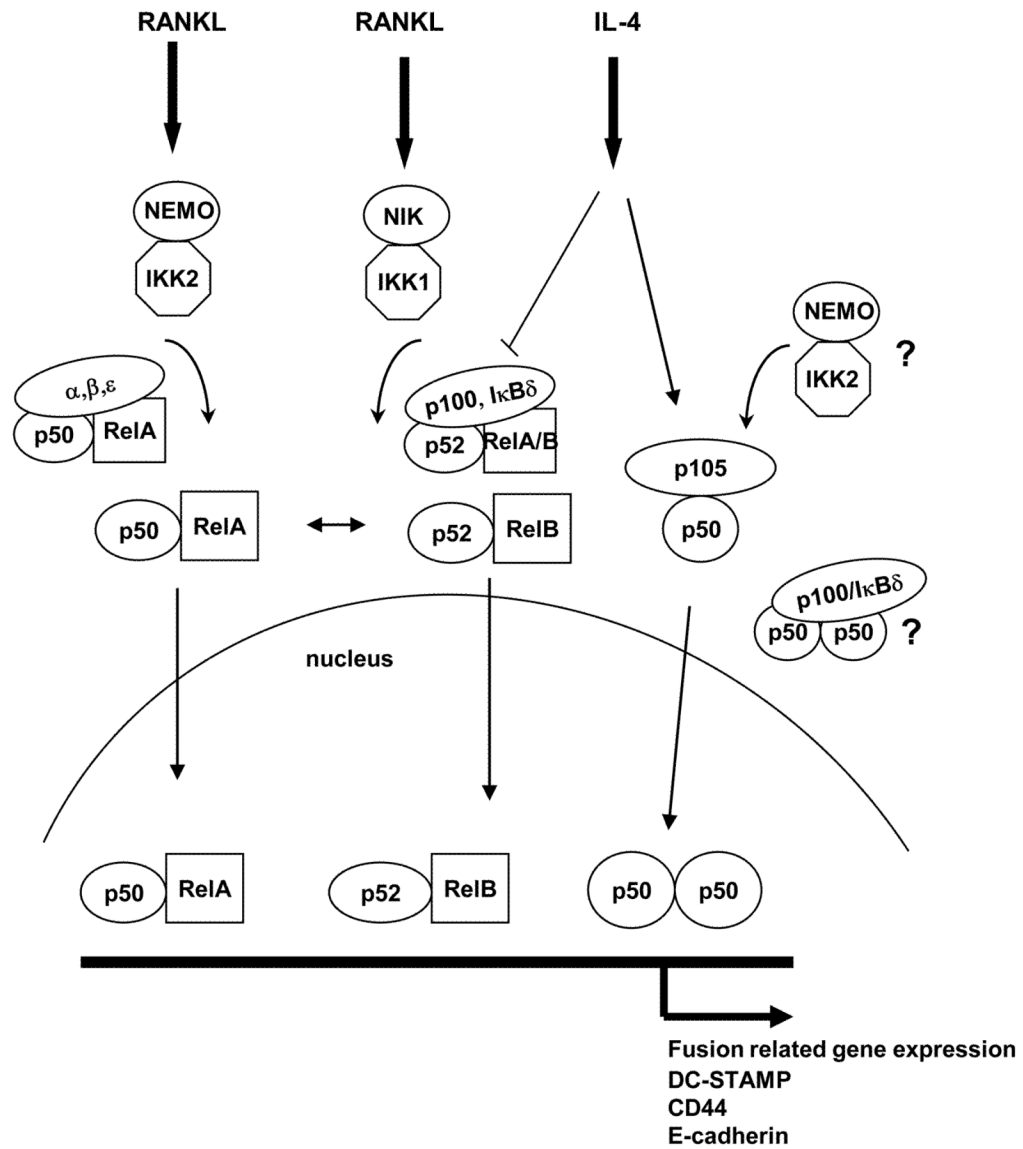 RANKL
RANKL
IL-4
NEMO
IKK2
NIK
IKK1
NEMO
IKK2
?
α,β,ε
p50
RelA
p100, IκBδ
p52
RelA/B
p105
p50
p50
RelA
p52
RelB
p100/IκBδ
p50
p50
?
nucleus
p50
RelA
p52
RelB
p50
p50
Fusion related gene expression
DC-STAMP
CD44
E-cadherin